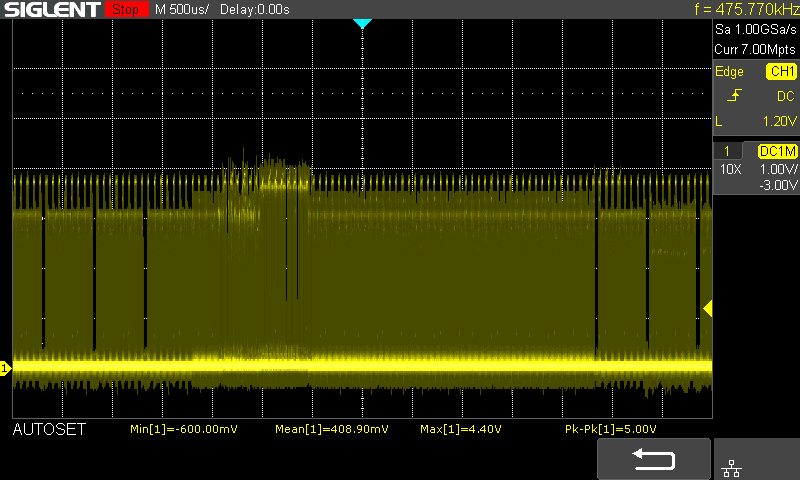 SIGLENT Stop M 500us/ Delay:0.00s f = 475.770kHz
Sa 1.00GSa/s
Curr 7.00Mpts
Edge CH1
DC
L 1.20V
1 DC1M
10X 1.00V/
-3.00V
1
AUTOSET Min[1]=-600.00mV Mean[1]=408.90mV Max[1]=4.40V Pk-Pk[1]=5.00V